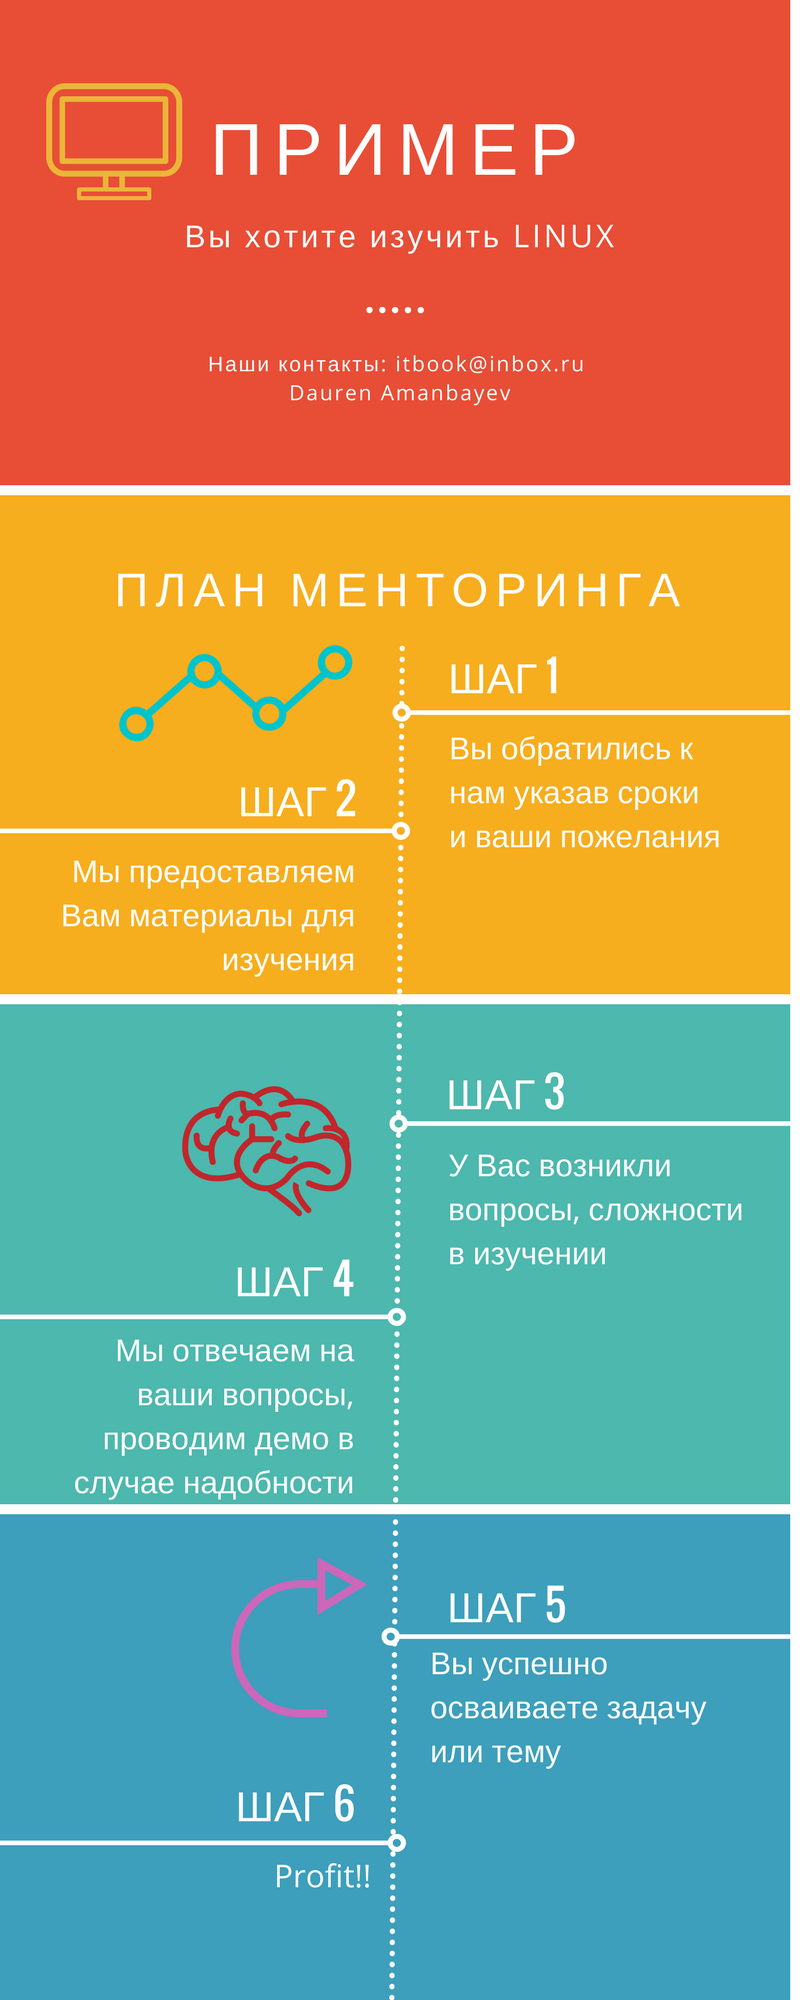 ПРИМЕР
Вы хотите изучить LINUX
Наши контакты: itbook@inbox.ru
Dauren Amanbayev
ПЛАН МЕНТОРИНГА
ШАГ 1
Вы обратились к
нам указав сроки
и ваши пожелания
ШАГ 2
Мы предоставляем
Вам материалы для
изучения
ШАГ 3
У Вас возникли
вопросы, сложности
в изучении
ШАГ 4
Мы отвечаем на
ваши вопросы,
проводим демо в
случае надобности
ШАГ 5
Вы успешно
осваиваете задачу
или тему
ШАГ 6
Profit!!